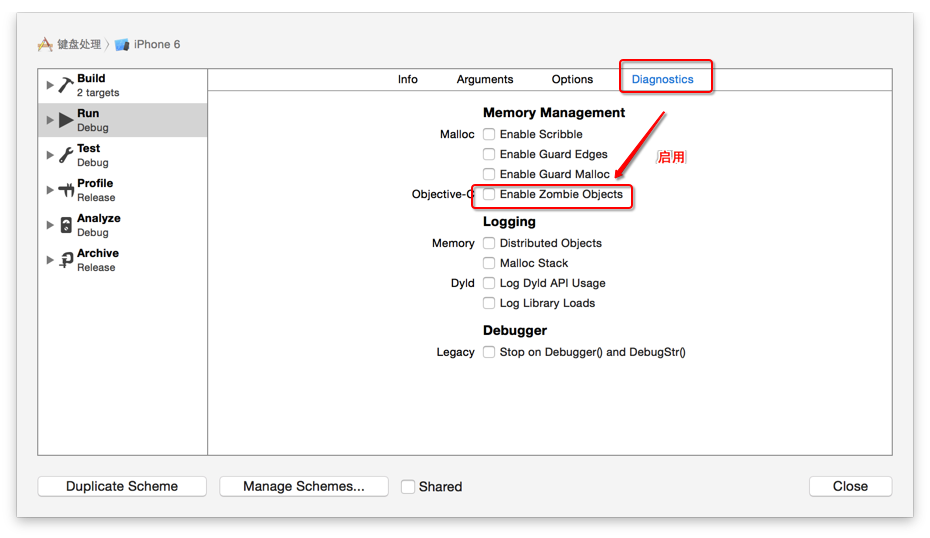 键盘处理 〉 iPhone 6
Info Arguments Options Diagnostics
Build
2 targets
Run
Debug
Test
Debug
Profile
Release
Analyze
Debug
Archive
Release
Memory Management
Malloc Enable Scribble
Enable Guard Edges
启用
Enable Guard Malloc
Objective-C Enable Zombie Objects
Logging
Memory Distributed Objects
Malloc Stack
Dyld Log Dyld API Usage
Log Library Loads
Debugger
Legacy Stop on Debugger() and DebugStr()
Duplicate Scheme Manage Schemes... Shared Close